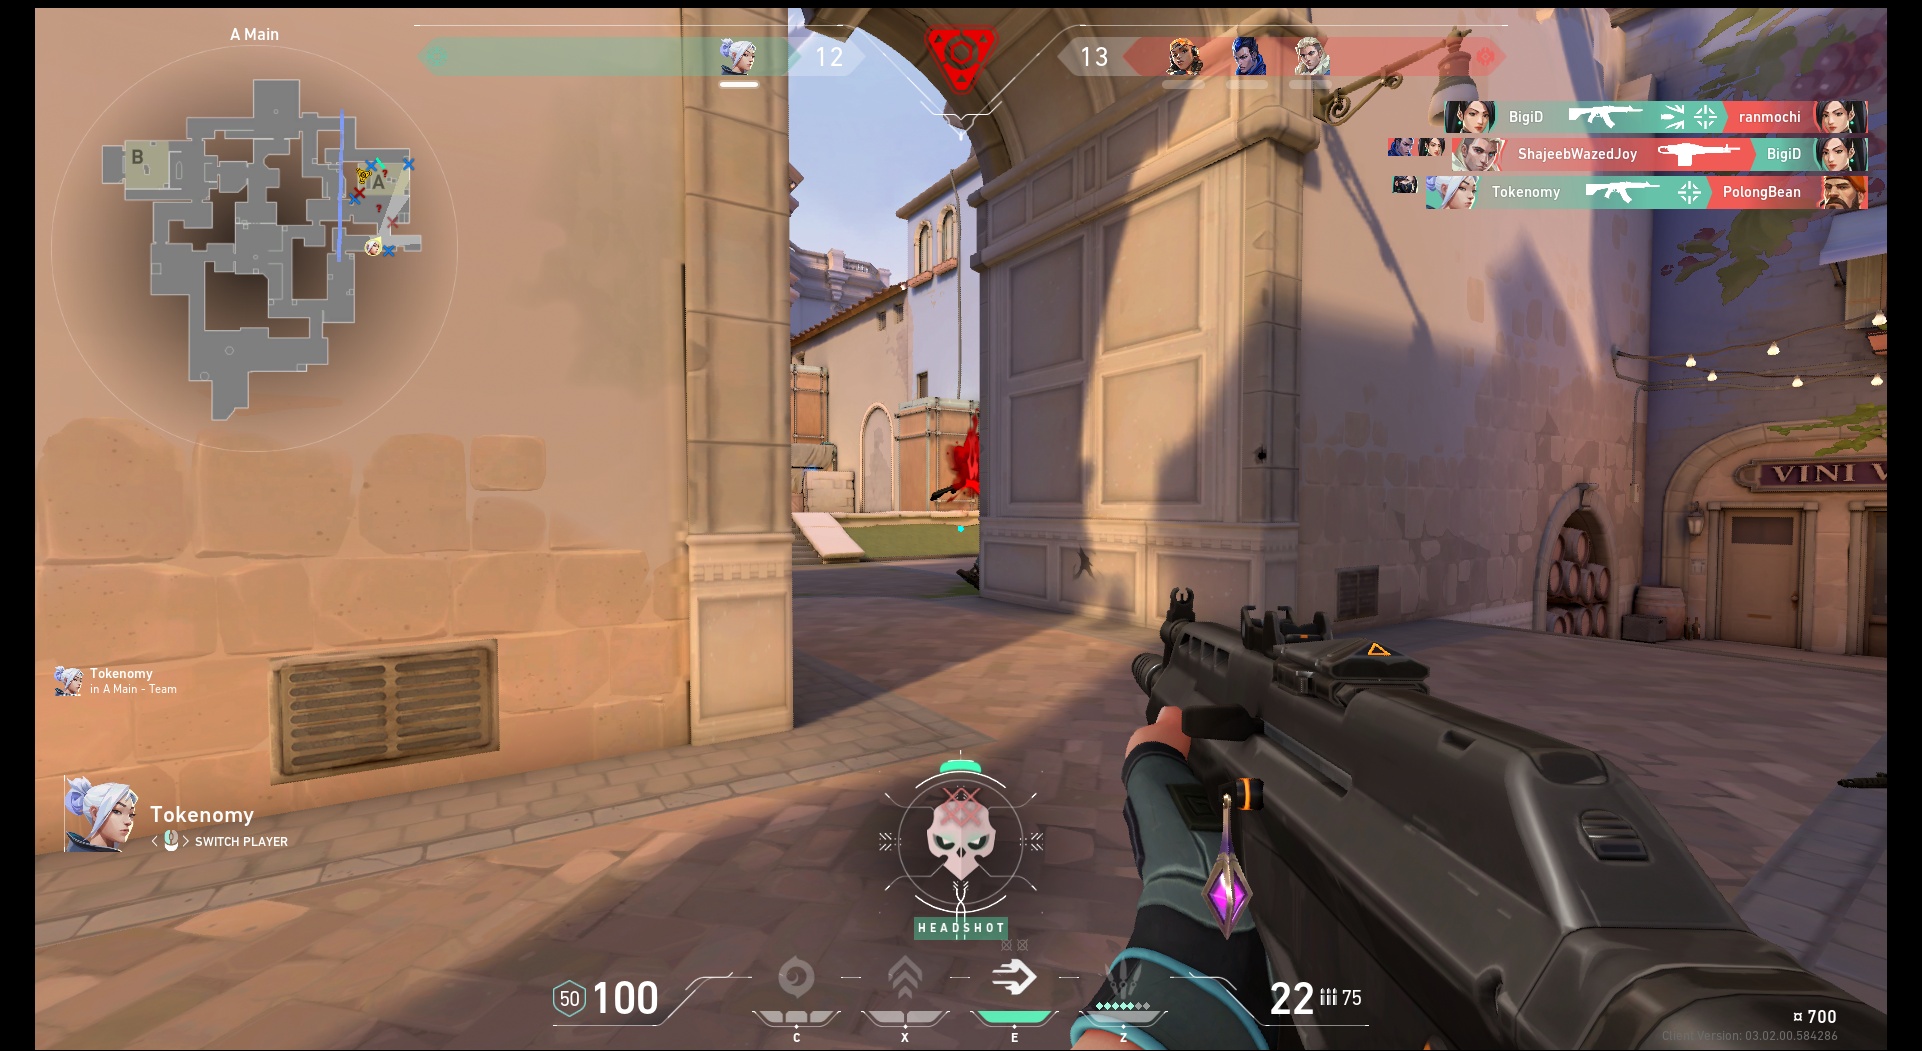 A Main
12
13
BigiD ranmochi
ShajeebWazedJoy BigiD
Tokenomy PolongBean
B
A
VINI V
Tokenomy
in A Main - Team
Tokenomy
< > SWITCH PLAYER
HEADSHOT
50 100
22 75
C X E Z
¤ 700
Client Version: 03.02.00.584286